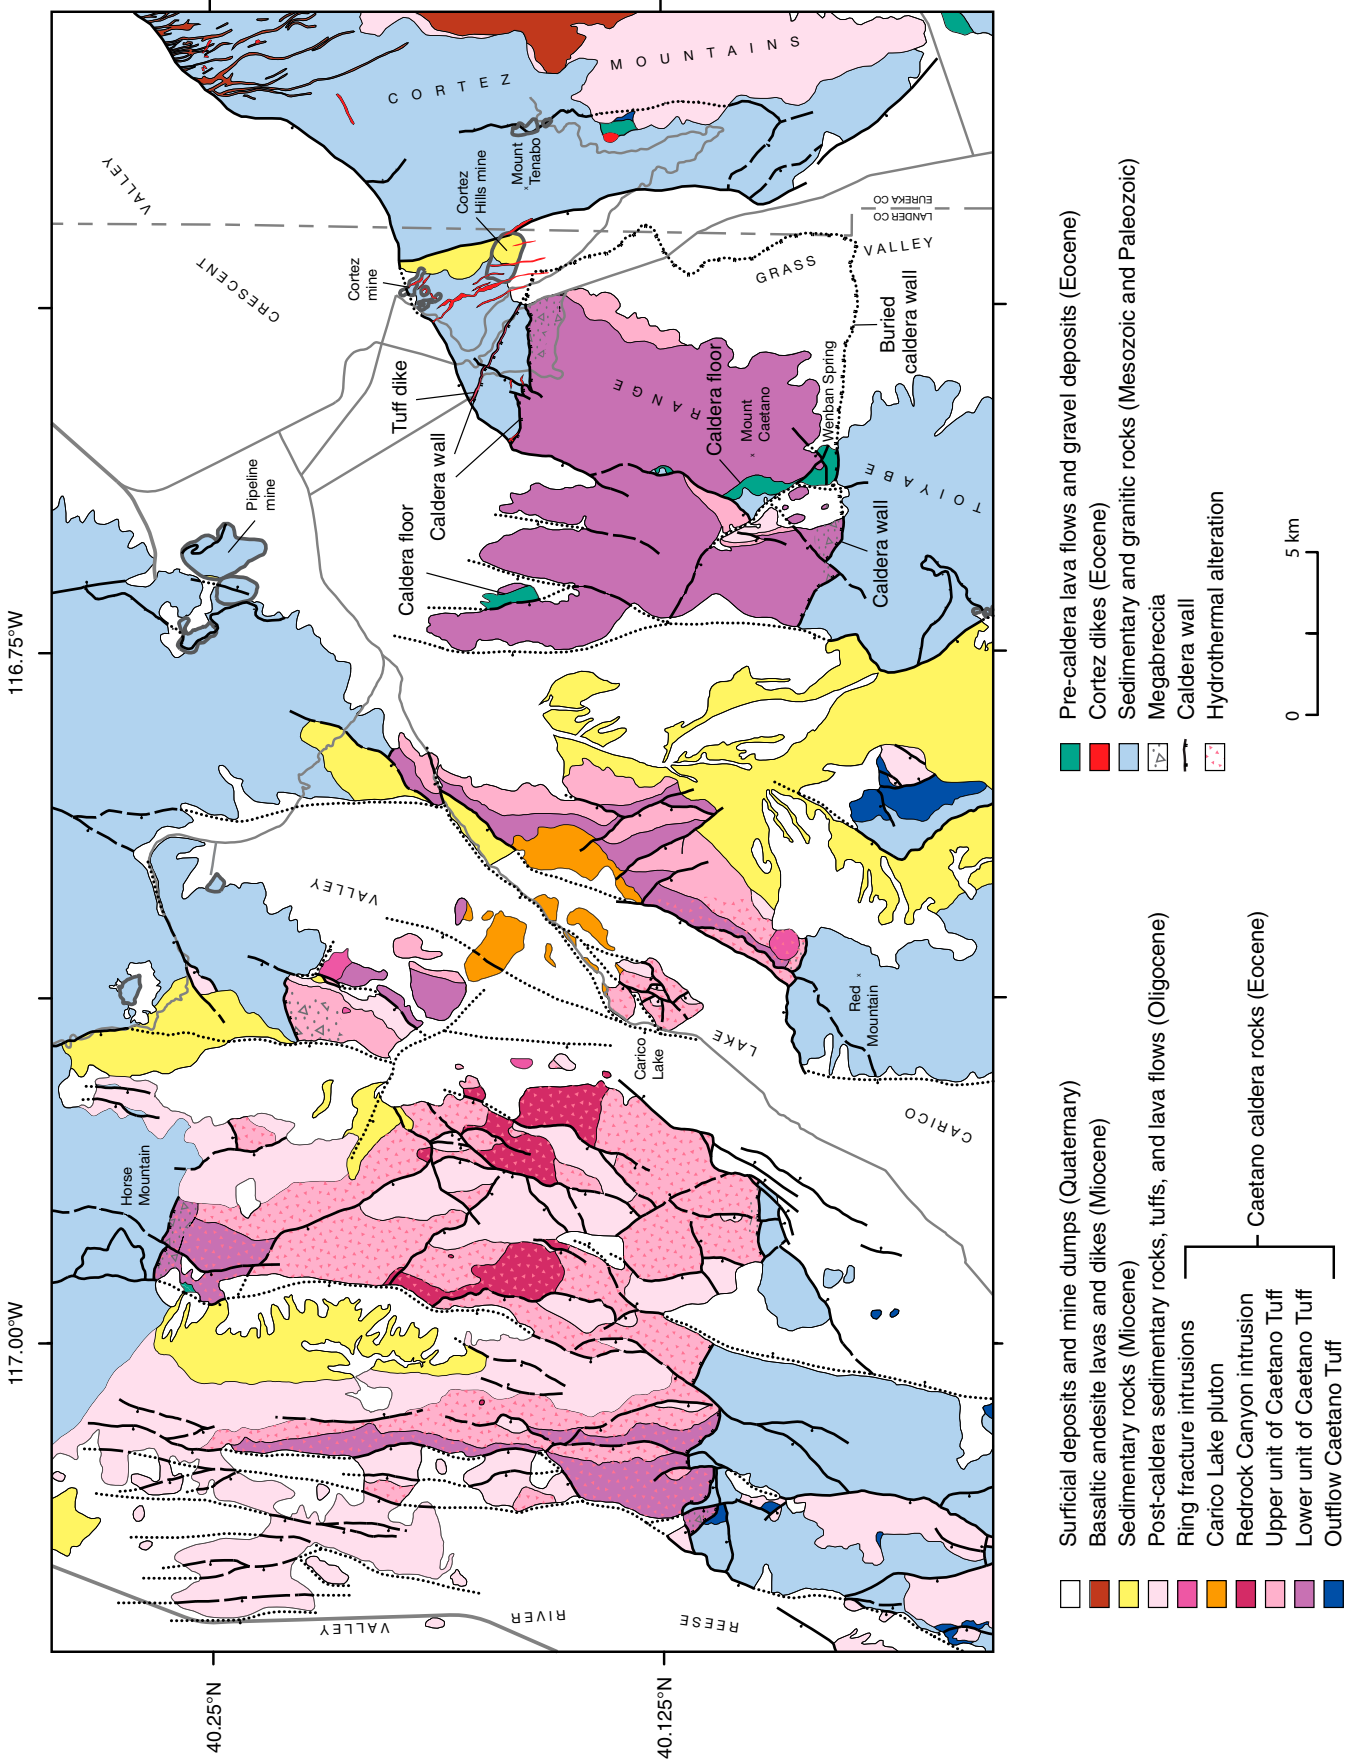 117.00°W
116.75°W
40.25°N
40.125°N
VALLEY
CRESCENT
CORTEZ
MOUNTAINS
Cortez
mine
Cortez
Hills mine
Mount
Tenabo
LANDER CO
EUREKA CO
GRASS
VALLEY
Buried
caldera wall
Tuff dike
Caldera wall
RANGE
Caldera floor
Mount
Caetano
Wenban Spring
TOIYABE
Pipeline
mine
Caldera floor
Caldera wall
VALLEY
Horse
Mountain
Carico
Lake
LAKE
CARICO
Red
Mountain
VALLEY
RIVER
REESE
Surficial deposits and mine dumps (Quaternary)
Basaltic andesite lavas and dikes (Miocene)
Sedimentary rocks (Miocene)
Post-caldera sedimentary rocks, tuffs, and lava flows (Oligocene)
Ring fracture intrusions
Carico Lake pluton
Redrock Canyon intrusion
Upper unit of Caetano Tuff
Lower unit of Caetano Tuff
Outflow Caetano Tuff
Caetano caldera rocks (Eocene)
Pre-caldera lava flows and gravel deposits (Eocene)
Cortez dikes (Eocene)
Sedimentary and granitic rocks (Mesozoic and Paleozoic)
Megabreccia
Caldera wall
Hydrothermal alteration
0
5 km